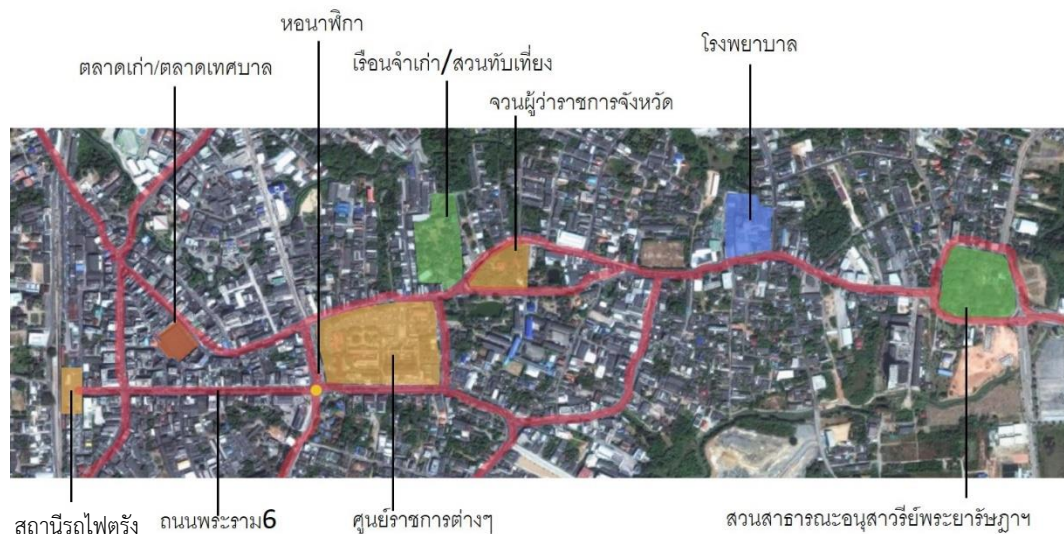 หอนาฬิกา
โรงพยาบาล
ตลาดเก่า/ตลาดเทศบาล
เรือนจำเก่า/สวนทับเที่ยง
จวนผู้ว่าราชการจังหวัด
สถานีรถไฟตรัง
ถนนพระราม6
ศูนย์ราชการต่างๆ
สวนสาธารณะอนุสาวรีย์พระยารัษฎาฯ